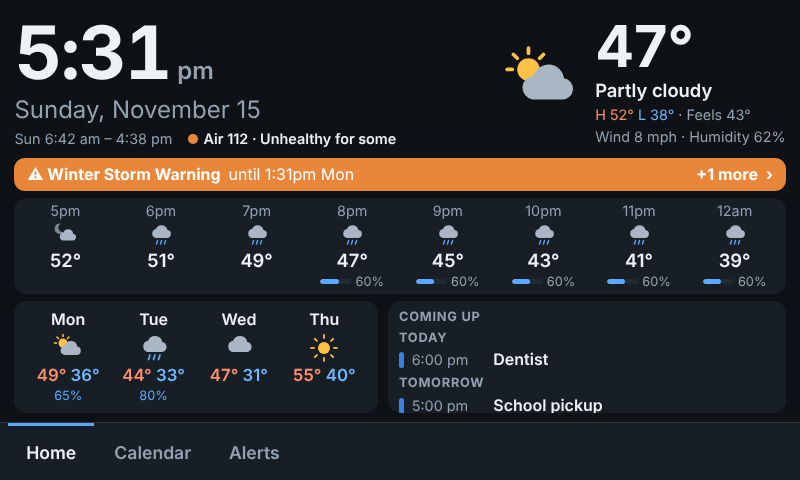 5:31 pm
Sunday, November 15
Sun 6:42 am – 4:38 pm Air 112 · Unhealthy for some
47°
Partly cloudy
H 52° L 38° · Feels 43°
Wind 8 mph · Humidity 62%
Winter Storm Warning until 1:31pm Mon +1 more ›
5pm 6pm 7pm 8pm 9pm 10pm 11pm 12am
52° 51° 49° 47° 45° 43° 41° 39°
60% 60% 60% 60% 60%
Mon Tue Wed Thu
49° 36° 44° 33° 47° 31° 55° 40°
65% 80%
COMING UP
TODAY
6:00 pm Dentist
TOMORROW
5:00 pm School pickup
Home Calendar Alerts